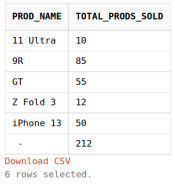 PROD_NAME TOTAL_PRODS_SOLD
11 Ultra 10
9R 85
GT 55
Z Fold 3 12
iPhone 13 50
- 212
Download CSV
6 rows selected.